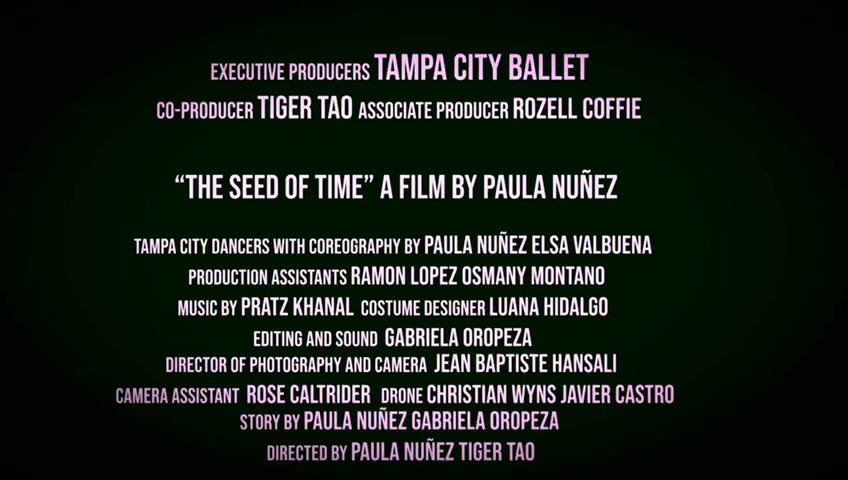 EXECUTIVE PRODUCERS TAMPA CITY BALLET
CO-PRODUCER TIGER TAO ASSOCIATE PRODUCER ROZELL COFFIE
“THE SEED OF TIME” A FILM BY PAULA NUÑEZ
TAMPA CITY DANCERS WITH COREOGRAPHY BY PAULA NUÑEZ ELSA VALBUENA
PRODUCTION ASSISTANTS RAMON LOPEZ OSMANY MONTANO
MUSIC BY PRATZ KHANAL COSTUME DESIGNER LUANA HIDALGO
EDITING AND SOUND GABRIELA OROPEZA
DIRECTOR OF PHOTOGRAPHY AND CAMERA JEAN BAPTISTE HANSALI
CAMERA ASSISTANT ROSE CALTRIDER DRONE CHRISTIAN WYNS JAVIER CASTRO
STORY BY PAULA NUÑEZ GABRIELA OROPEZA
DIRECTED BY PAULA NUÑEZ TIGER TAO